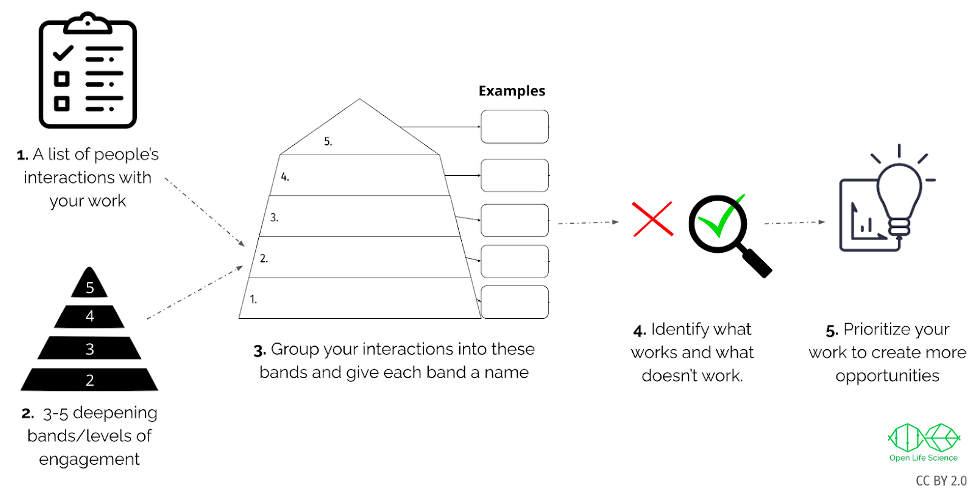 1. A list of people's
interactions with
your work
5
4
3
2
2. 3-5 deepening
bands/levels of
engagement
Examples
5.
4.
3.
2.
1.
3. Group your interactions into these
bands and give each band a name
4. Identify what
works and what
doesn't work.
5. Prioritize your
work to create more
opportunities
Open Life Science
CC BY 2.0